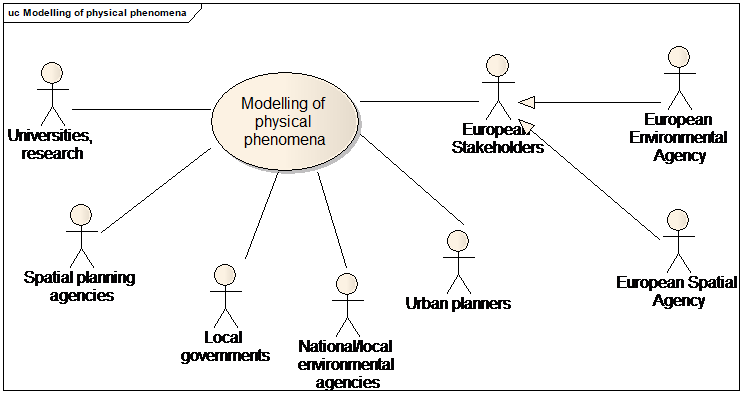 uc Modelling of physical phenomena
Modelling of
physical
phenomena
Universities,
research
European
Stakeholders
European
Environmental
Agency
Spatial planning
agencies
Local
governments
National/local
environmental
agencies
Urban planners
European Spatial
Agency